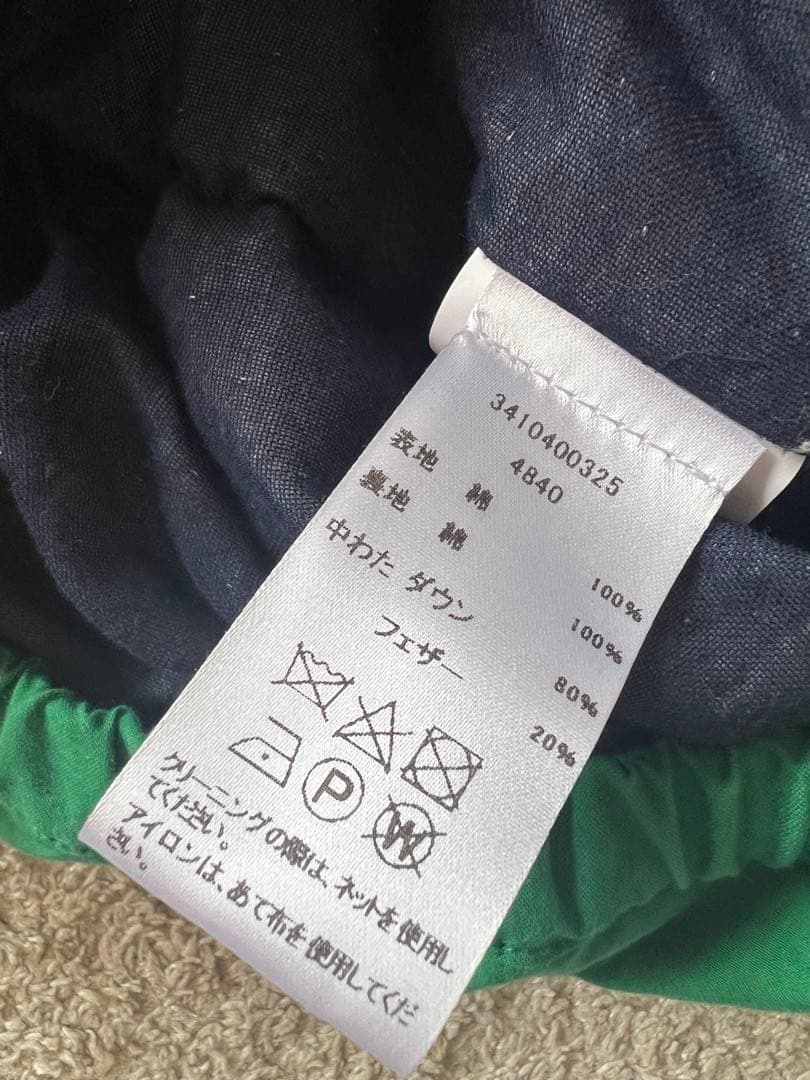 3410400325
4840
表地 綿 100%
裏地 綿 100%
中わた ダウン 80%
フェザー 20%
P
W
クリーニングの際は、ネットを使用し
てください。
アイロンは、あて布を使用してくだ
さい。